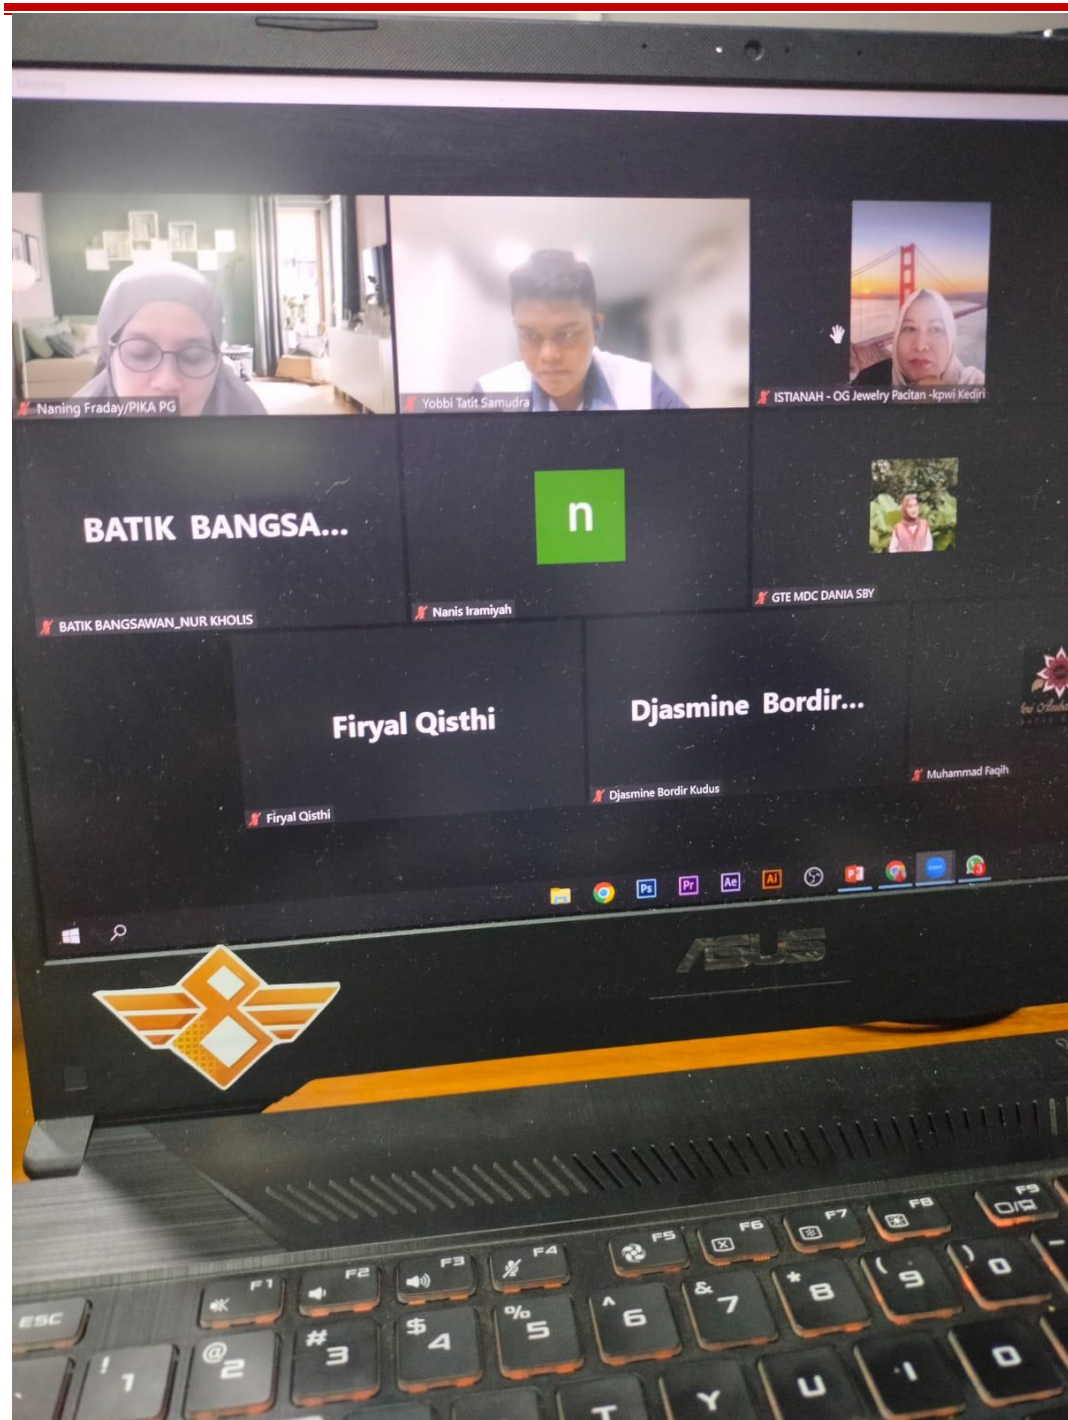 Meeting
Naning Fraday/PIKA PG
Yobbi Tatit Samudra
ISTIANAH - OG Jewelry Pacitan -kpwi Kediri
BATIK BANGSA...
n
BATIK BANGSAWAN_NUR KHOLIS
Nanis Iramiyah
GTE MDC DANIA SBY
Firyal Qisthi
Djasmine Bordir...
Firyal Qisthi
Djasmine Bordir Kudus
Muhammad Faqih
Ps
Pr
Ae
Ai
P
3
ASUS
8
ESC
F1
F2
F3
F4
F5
F6
F7
F8
F9
! 1
@ 2
# 3
$ 4
% 5
^ 6
& 7
* 8
( 9
) 0
-
T
Y
U
I
O